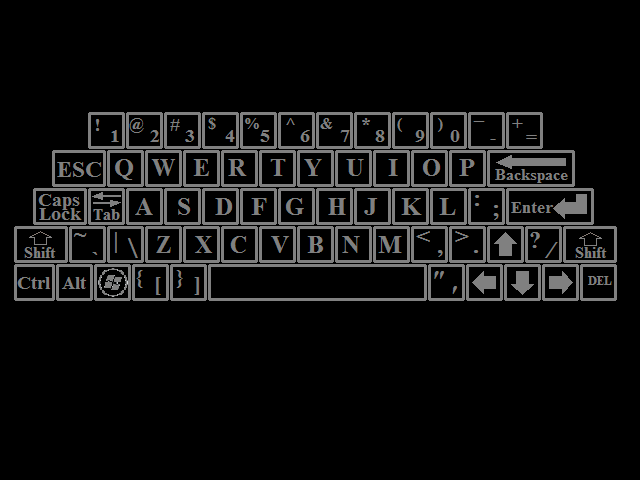 ! 1 @ 2 # 3 $ 4 % 5 ^ 6 & 7 * 8 ( 9 ) 0 _ - + =
ESC Q W E R T Y U I O P Backspace
Caps Lock Tab A S D F G H J K L : ; Enter
Shift ~ ` | \ Z X C V B N M < , > . ? / Shift
Ctrl Alt { [ } ] " , DEL